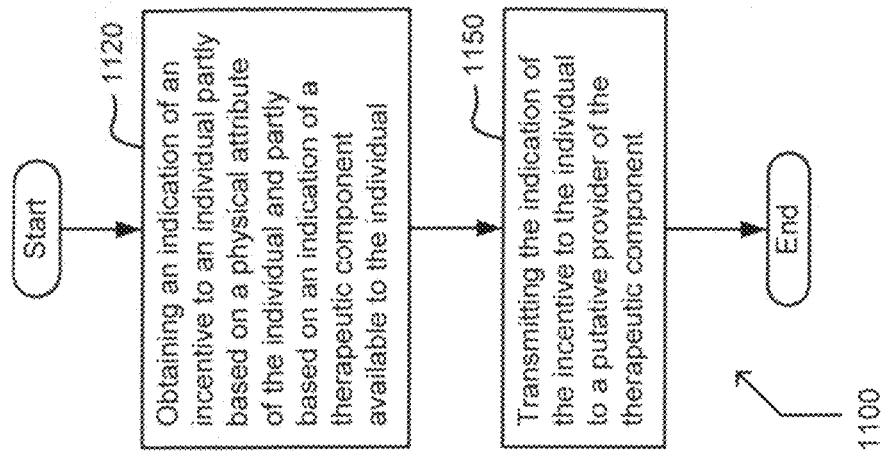 Start
1120
Obtaining an indication of an
incentive to an individual partly
based on a physical attribute
of the individual and partly
based on an indication of a
therapeutic component
available to the individual
1150
Transmitting the indication of
the incentive to the individual
to a putative provider of the
therapeutic component
End
1100